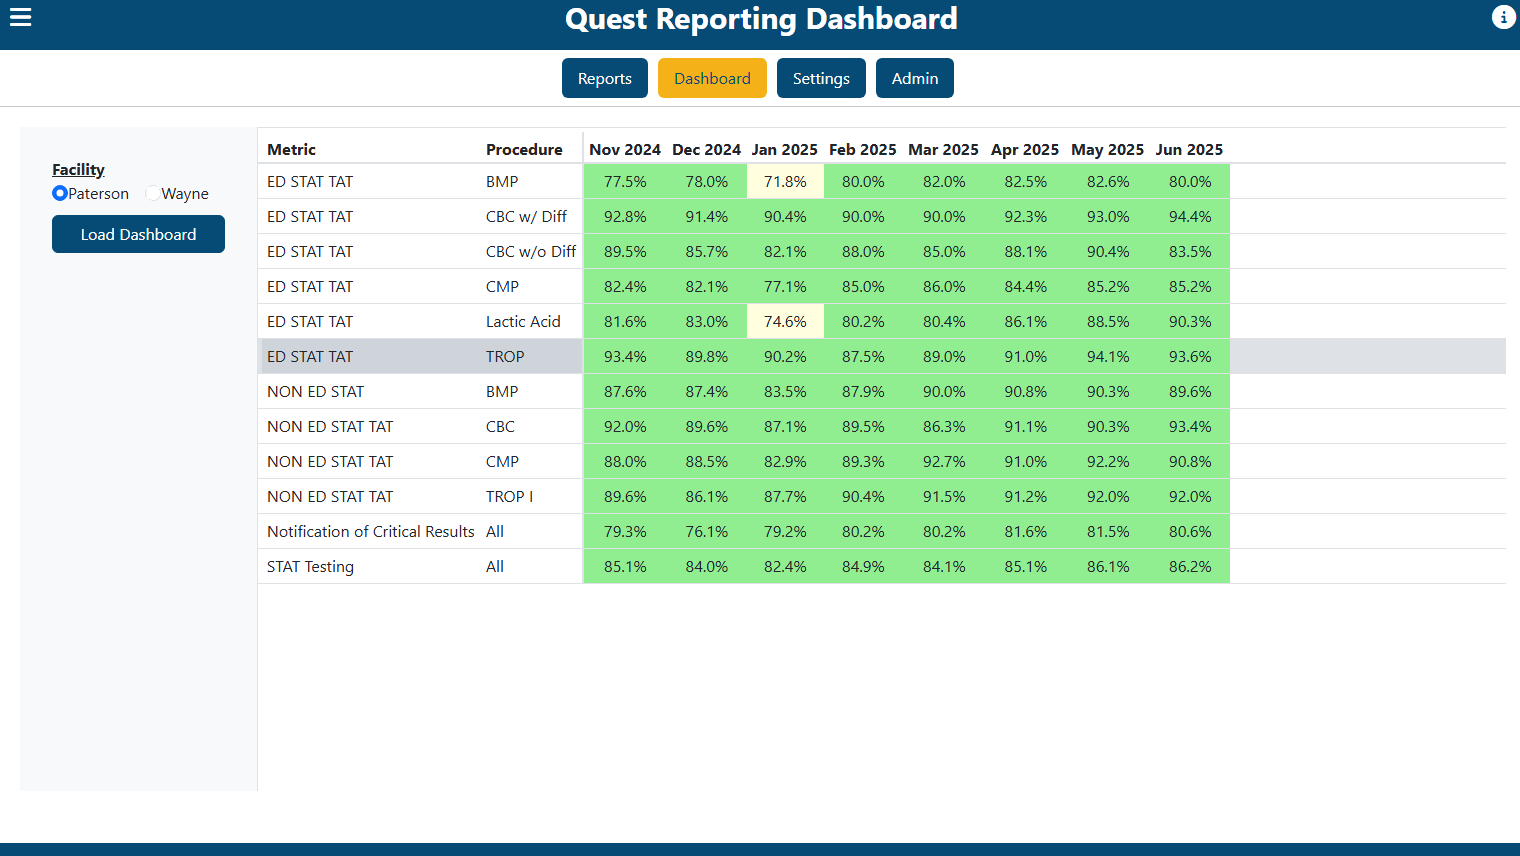 Quest Reporting Dashboard
Reports Dashboard Settings Admin
Facility
Paterson Wayne
Load Dashboard
Metric Procedure Nov 2024 Dec 2024 Jan 2025 Feb 2025 Mar 2025 Apr 2025 May 2025 Jun 2025
ED STAT TAT BMP 77.5% 78.0% 71.8% 80.0% 82.0% 82.5% 82.6% 80.0%
ED STAT TAT CBC w/ Diff 92.8% 91.4% 90.4% 90.0% 90.0% 92.3% 93.0% 94.4%
ED STAT TAT CBC w/o Diff 89.5% 85.7% 82.1% 88.0% 85.0% 88.1% 90.4% 83.5%
ED STAT TAT CMP 82.4% 82.1% 77.1% 85.0% 86.0% 84.4% 85.2% 85.2%
ED STAT TAT Lactic Acid 81.6% 83.0% 74.6% 80.2% 80.4% 86.1% 88.5% 90.3%
ED STAT TAT TROP 93.4% 89.8% 90.2% 87.5% 89.0% 91.0% 94.1% 93.6%
NON ED STAT BMP 87.6% 87.4% 83.5% 87.9% 90.0% 90.8% 90.3% 89.6%
NON ED STAT TAT CBC 92.0% 89.6% 87.1% 89.5% 86.3% 91.1% 90.3% 93.4%
NON ED STAT TAT CMP 88.0% 88.5% 82.9% 89.3% 92.7% 91.0% 92.2% 90.8%
NON ED STAT TAT TROP I 89.6% 86.1% 87.7% 90.4% 91.5% 91.2% 92.0% 92.0%
Notification of Critical Results All 79.3% 76.1% 79.2% 80.2% 80.2% 81.6% 81.5% 80.6%
STAT Testing All 85.1% 84.0% 82.4% 84.9% 84.1% 85.1% 86.1% 86.2%